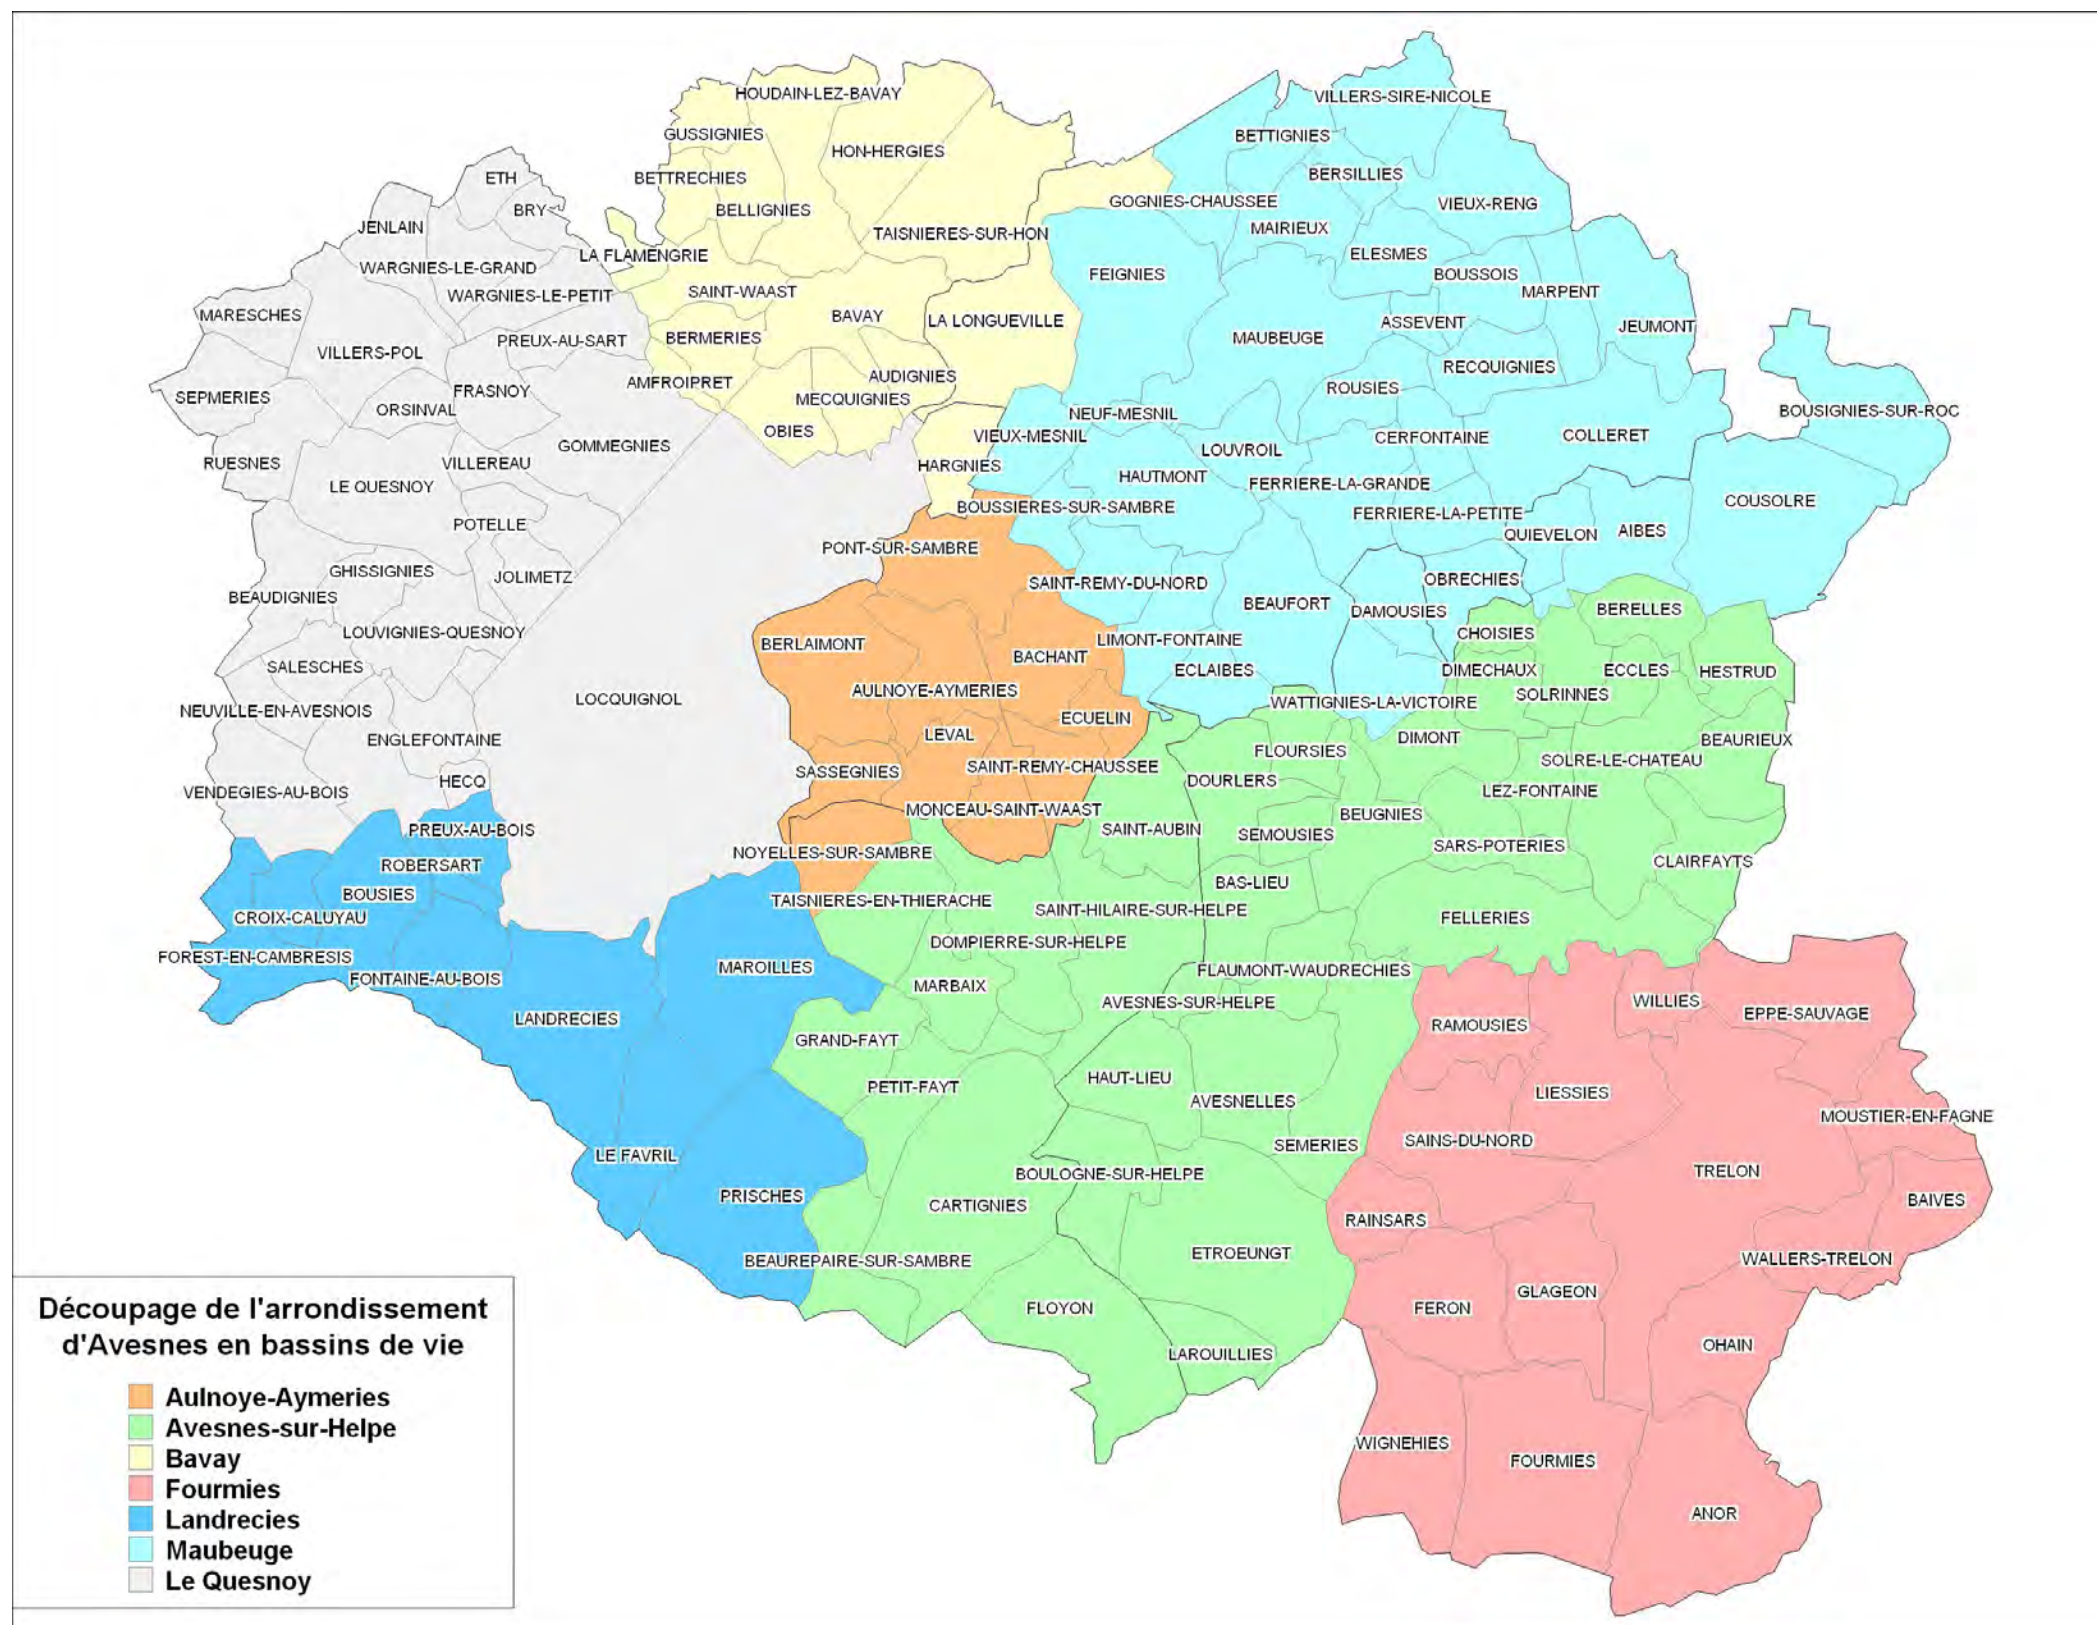 VILLERS-SIRE-NICOLE
HOUDAIN-LEZ-BAVAY
GUSSIGNIES
BETTIGNIES
HON-HERGIES
BERSILLIES
ETH
BETTRECHIES
GOGNIES-CHAUSSEE
VIEUX-RENG
BRY
BELLIGNIES
JENLAIN
MAIRIEUX
TAISNIERES-SUR-HON
LA FLAMENGRIE
ELESMES
WARGNIES-LE-GRAND
FEIGNIES
BOUSSOIS
SAINT-WAAST
MARPENT
WARGNIES-LE-PETIT
MARESCHES
BAVAY
LA LONGUEVILLE
ASSEVENT
JEUMONT
BERMERIES
MAUBEUGE
PREUX-AU-SART
VILLERS-POL
RECQUIGNIES
AUDIGNIES
AMFROIPRET
ROUSIES
FRASNOY
SEPMERIES
MECQUIGNIES
ORSINVAL
NEUF-MESNIL
BOUSIGNIES-SUR-ROC
OBIES
VIEUX-MESNIL
CERFONTAINE
COLLERET
GOMMEGNIES
LOUVROIL
RUESNES
VILLEREAU
HARGNIES
HAUTMONT
FERRIERE-LA-GRANDE
LE QUESNOY
COUSOLRE
BOUSSIERES-SUR-SAMBRE
FERRIERE-LA-PETITE
POTELLE
QUIEVELON
AIBES
PONT-SUR-SAMBRE
GHISSIGNIES
JOLIMETZ
SAINT-REMY-DU-NORD
OBRECHIES
BEAUDIGNIES
BEAUFORT
DAMOUSIES
BERELLES
LOUVIGNIES-QUESNOY
CHOISIES
BERLAIMONT
LIMONT-FONTAINE
BACHANT
SALESCHES
ECLAIBES
DIMECHAUX
ECCLES
HESTRUD
AULNOYE-AYMERIES
SOLRINNES
LOCQUIGNOL
WATTIGNIES-LA-VICTOIRE
NEUVILLE-EN-AVESNOIS
ECUELIN
LEVAL
DIMONT
BEAURIEUX
ENGLEFONTAINE
FLOURSIES
SOLRE-LE-CHATEAU
SASSEGNIES
SAINT-REMY-CHAUSSEE
HECQ
DOURLERS
VENDEGIES-AU-BOIS
LEZ-FONTAINE
MONCEAU-SAINT-WAAST
BEUGNIES
PREUX-AU-BOIS
SAINT-AUBIN
SEMOUSIES
SARS-POTERIES
NOYELLES-SUR-SAMBRE
CLAIRFAYTS
ROBERSART
BAS-LIEU
BOUSIES
TAISNIERES-EN-THIERACHE
SAINT-HILAIRE-SUR-HELPE
CROIX-CALUYAU
FELLERIES
DOMPIERRE-SUR-HELPE
FOREST-EN-CAMBRESIS
MAROILLES
FLAUMONT-WAUDRECHIES
FONTAINE-AU-BOIS
MARBAIX
AVESNES-SUR-HELPE
WILLIES
EPPE-SAUVAGE
LANDRECIES
RAMOUSIES
GRAND-FAYT
HAUT-LIEU
PETIT-FAYT
LIESSIES
AVESNELLES
MOUSTIER-EN-FAGNE
SEMERIES
SAINS-DU-NORD
LE FAVRIL
BOULOGNE-SUR-HELPE
TRELON
PRISCHES
CARTIGNIES
BAIVES
RAINSARS
ETROEUNGT
WALLERS-TRELON
BEAUREPAIRE-SUR-SAMBRE
GLAGEON
FLOYON
FERON
OHAIN
LAROUILLIES
WIGNEHIES
FOURMIES
ANOR
Découpage de l'arrondissement
d'Avesnes en bassins de vie
Aulnoye-Aymeries
Avesnes-sur-Helpe
Bavay
Fourmies
Landrecies
Maubeuge
Le Quesnoy